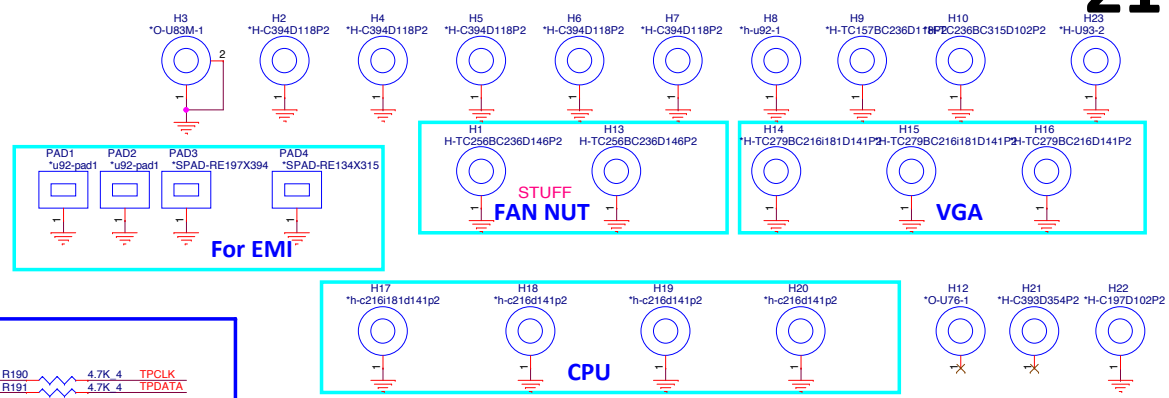 21
H3 H2 H4 H5 H6 H7 H8 H9 H10 H23
*O-U83M-1 *H-C394D118P2 *H-C394D118P2 *H-C394D118P2 *H-C394D118P2 *H-C394D118P2 *h-u92-1 *H-TC157BC236D118P2 *H-TC236BC315D102P2 *H-U93-2
2
1 1 1 1 1 1 1 1 1 1
H1 H13 H14 H15 H16
H-TC256BC236D146P2 H-TC256BC236D146P2 *H-TC279BC216i181D141P2 *H-TC279BC216i181D141P2 *H-TC279BC216D141P2
PAD1 PAD2 PAD3 PAD4
*u92-pad1 *u92-pad1 *SPAD-RE197X394 *SPAD-RE134X315
STUFF
FAN NUT
VGA
1 1 1 1 1
1 1 1 1
For EMI
H17 H18 H19 H20 H12 H21 H22
*h-c216i181d141p2 *h-c216d141p2 *h-c216d141p2 *h-c216d141p2 *O-U76-1 *H-C393D354P2 *H-C197D102P2
1 1 1 1 1 1 1
CPU
R190 4.7K_4 TPCLK
R191 4.7K_4 TPDATA